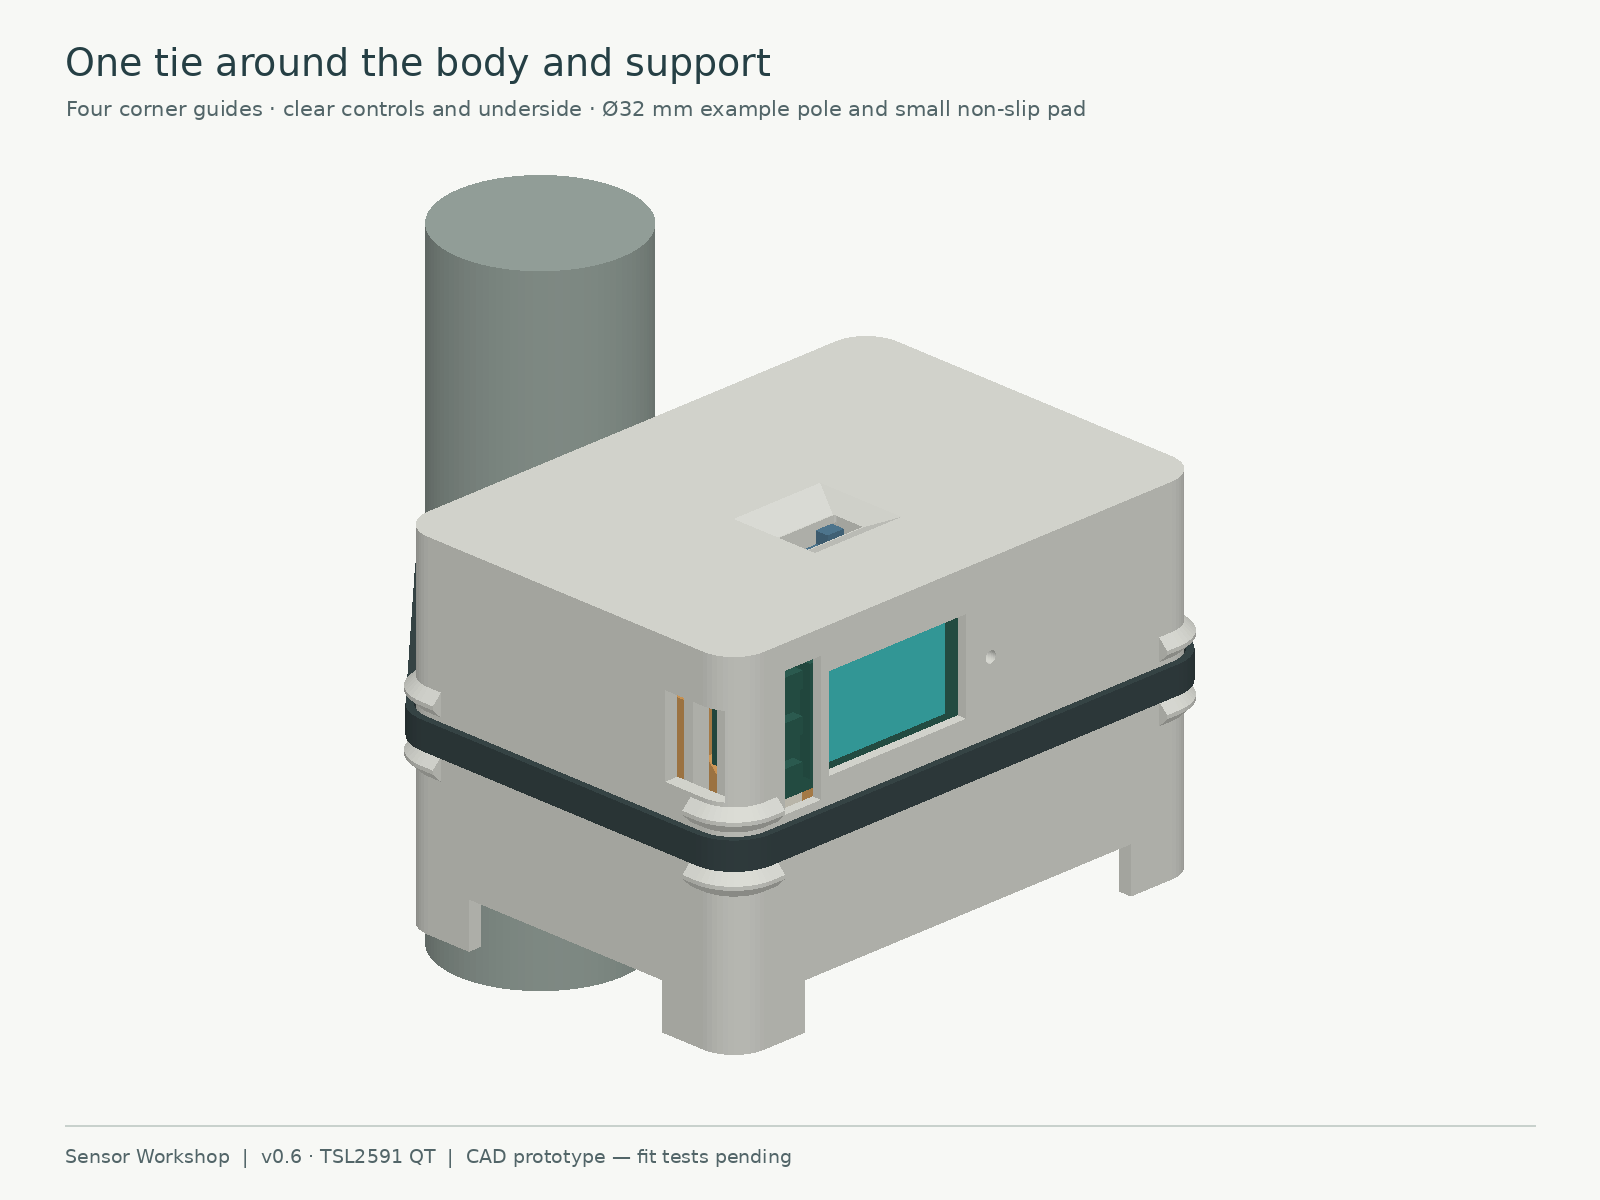 One tie around the body and support
Four corner guides · clear controls and underside · Ø32 mm example pole and small non-slip pad
Sensor Workshop | v0.6 · TSL2591 QT | CAD prototype — fit tests pending